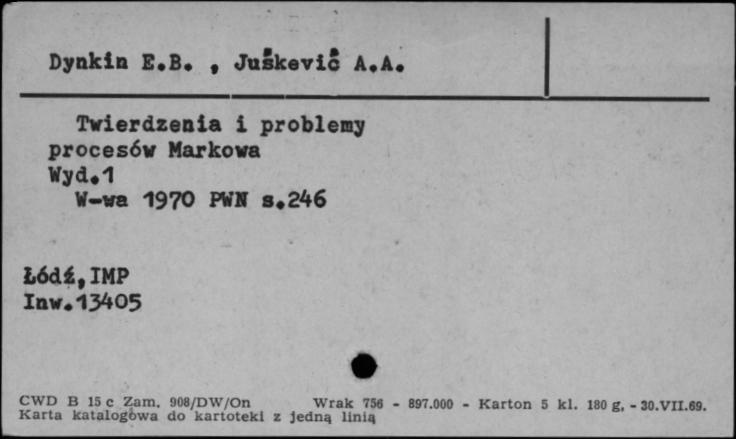 Dynkin E.B. , Juškevič A.A.
Twierdzenia i problemy
procesów Markowa
Wyd.1
W-wa 1970 PWN s.246
Łódź,IMP
Inw.13405
CWD B 15 c Zam. 908/DW/On Wrak 756 - 897.000 - Karton 5 kl. 180 g. - 30.VII.69.
Karta katalogowa do kartoteki z jedną linią